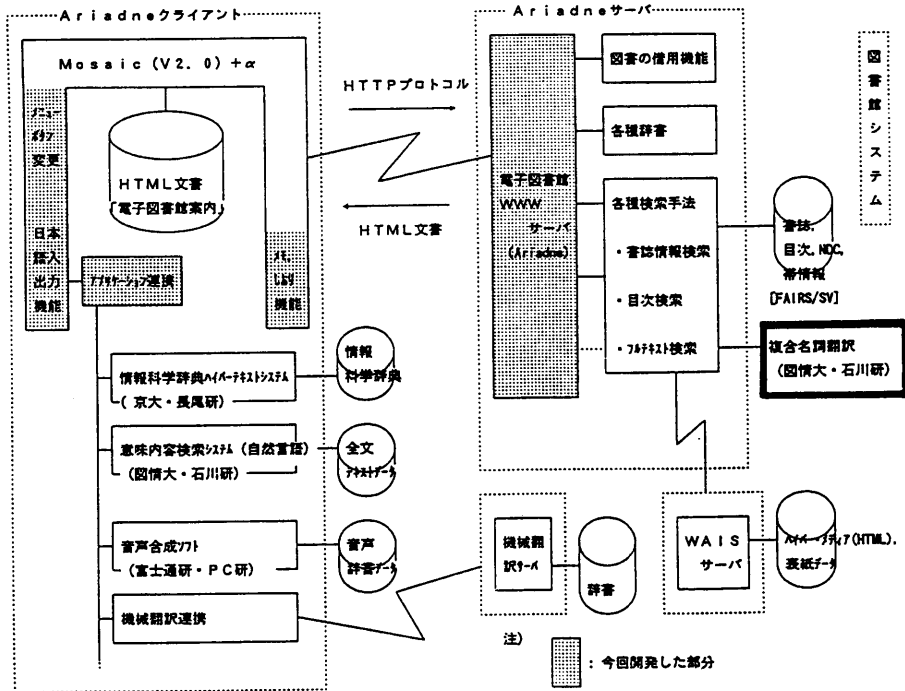 Ariadneクライアント
Mosaic (V2.0) +α
メニュー
ボタン
変更
日本
語入
出力
機能
HTML文書
「電子図書館案内」
アプリケーション連携
メモ,
しおり
機能
情報科学辞典ハイパーテキストシステム
(京大・長尾研)
情報
科学辞典
意味内容検索システム (自然言語)
(図情大・石川研)
全文
テキストデータ
音声合成ソフト
(富士通研・PC研)
音声
辞書データ
機械翻訳連携
HTTPプロトコル
HTML文書
Ariadneサーバ
電子図書館
WWW
サーバ
(Ariadne)
図書の借用機能
各種辞書
各種検索手法
・書誌情報検索
・目次検索
・フルテキスト検索
図書館システム
書誌,
目次, NDC,
帯情報
[FAIRS/SV]
複合名詞翻訳
(図情大・石川研)
機械翻
訳サーバ
辞書
WAIS
サーバ
ハイパーメディア(HTML),
表紙データ
注)
: 今回開発した部分